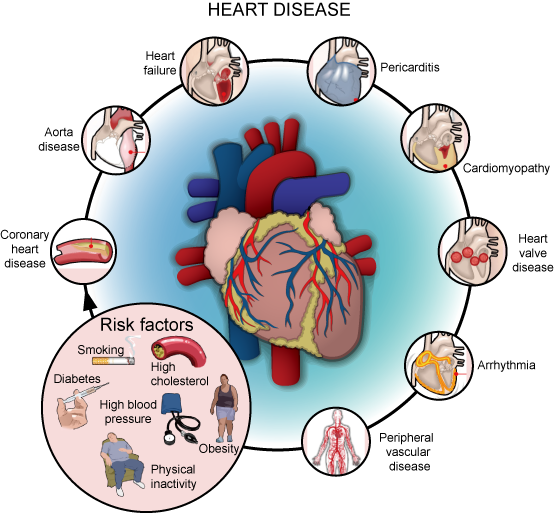 HEART DISEASE
Heart
failure
Pericarditis
Aorta
disease
Cardiomyopathy
Coronary
heart
disease
Heart
valve
disease
Arrhythmia
Peripheral
vascular
disease
Risk factors
Smoking
High
cholesterol
Diabetes
High blood
pressure
Obesity
Physical
inactivity